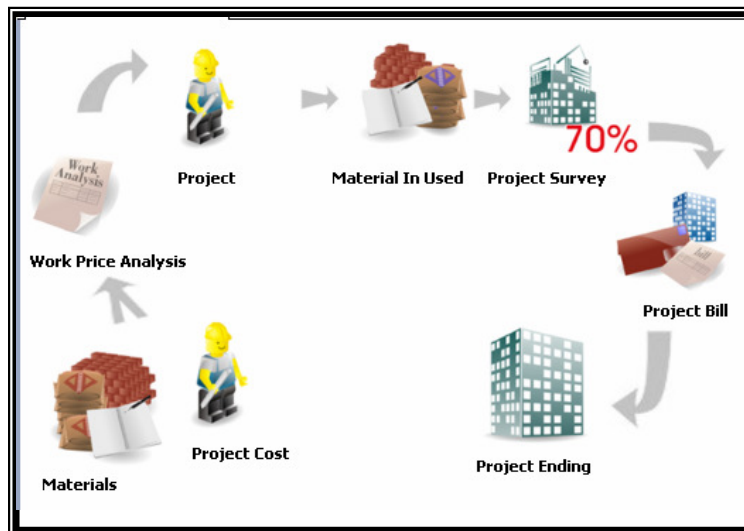 Project
Material In Used
Project Survey
70%
Work
Analysis
Work Price Analysis
Project Bill
bill
Materials
Project Cost
Project Ending